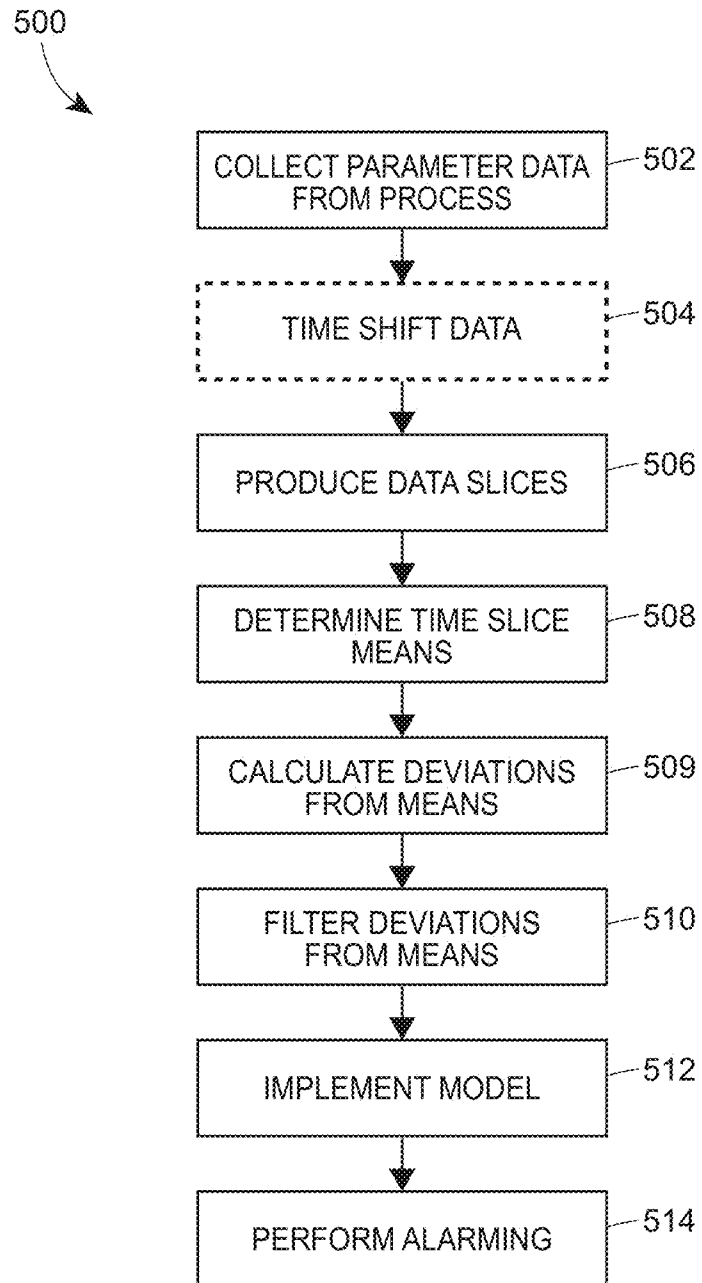 500
COLLECT PARAMETER DATA
FROM PROCESS
502
TIME SHIFT DATA
504
PRODUCE DATA SLICES
506
DETERMINE TIME SLICE
MEANS
508
CALCULATE DEVIATIONS
FROM MEANS
509
FILTER DEVIATIONS
FROM MEANS
510
IMPLEMENT MODEL
512
PERFORM ALARMING
514